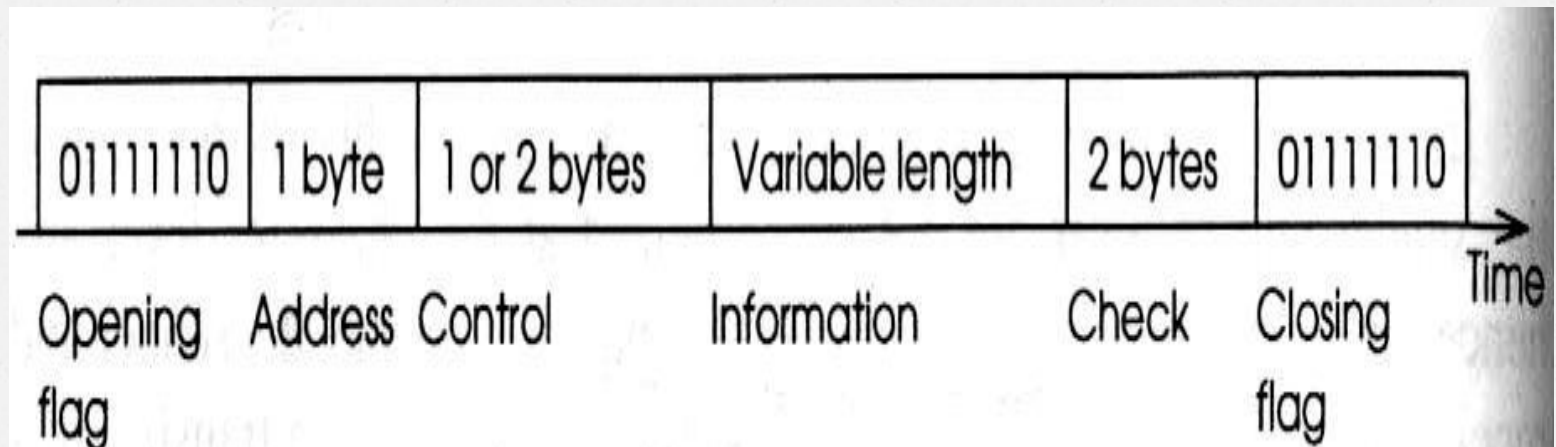 01111110 1 byte 1 or 2 bytes Variable length 2 bytes 01111110
Time
Opening Address Control Information Check Closing
flag flag